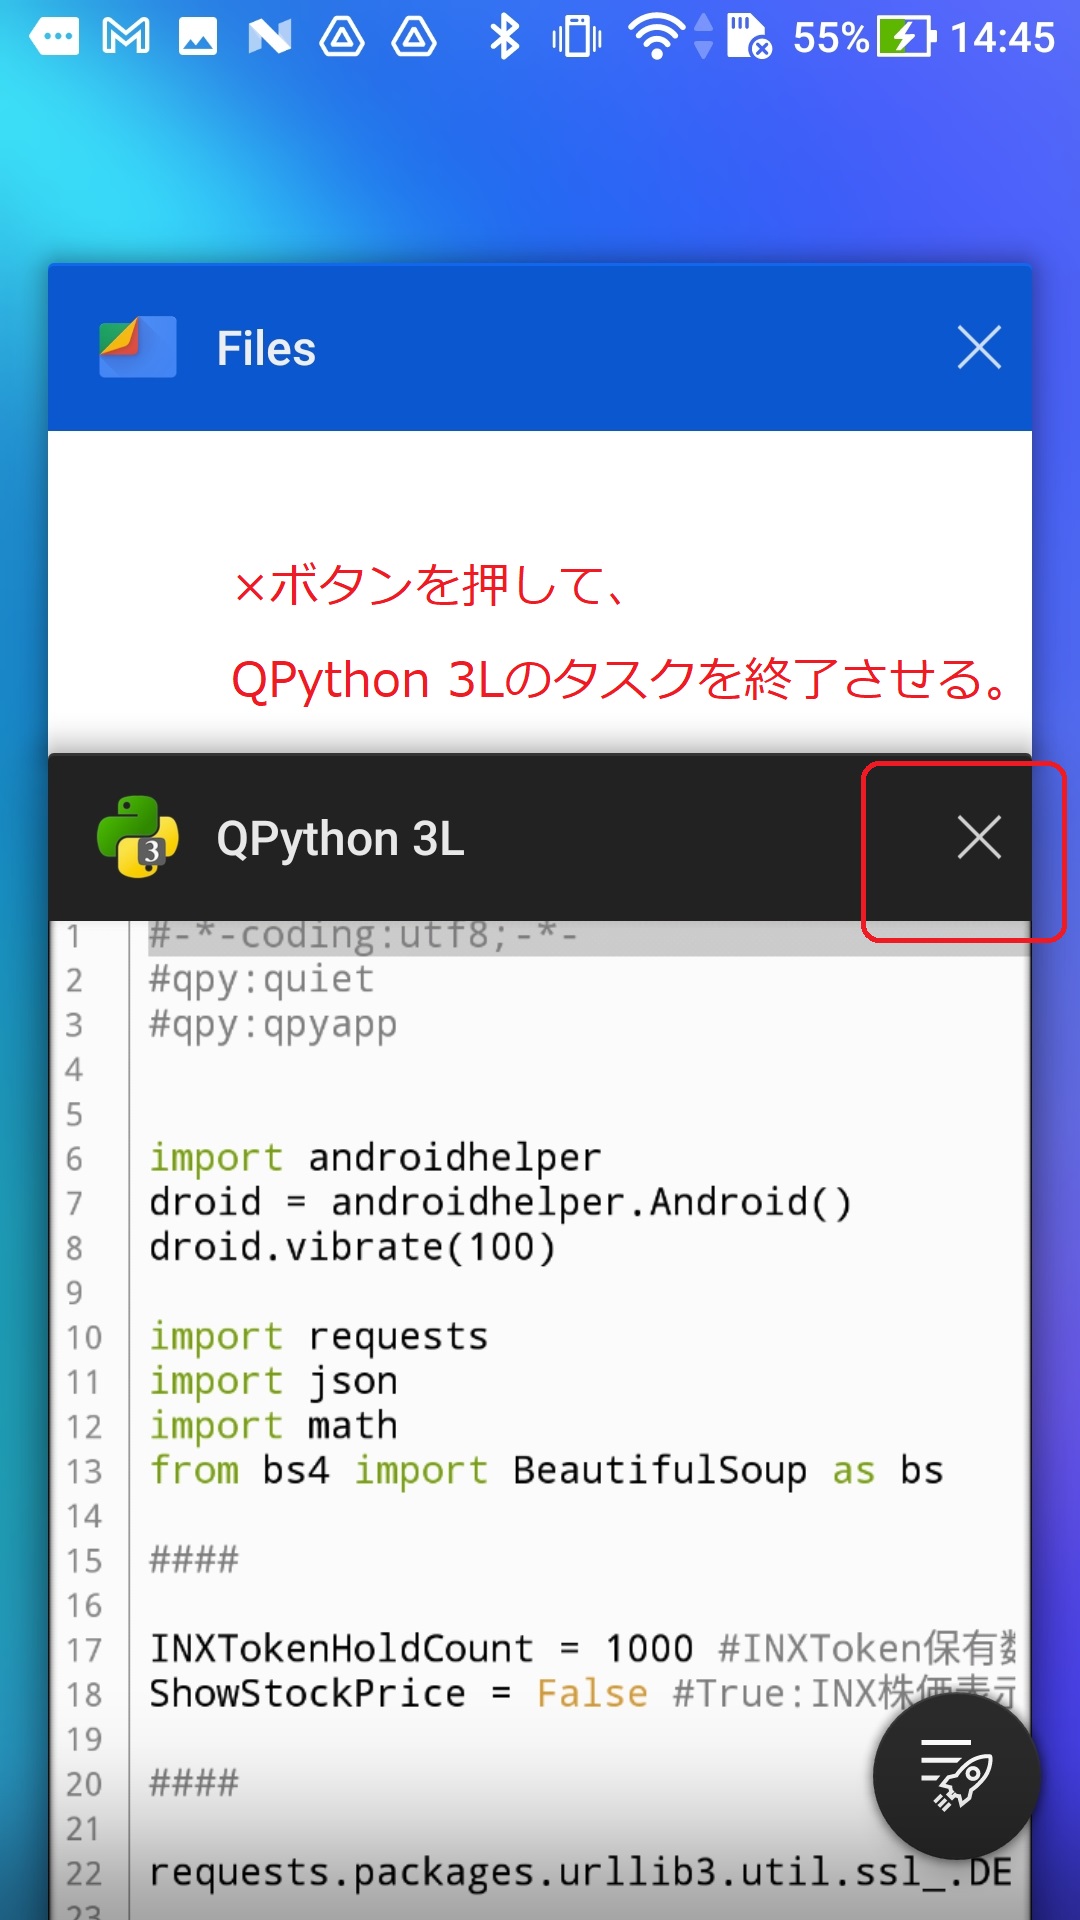 55% 14:45
Files
×ボタンを押して、
QPython 3Lのタスクを終了させる。
3 QPython 3L
1 #-*-coding:utf8;-*-
2 #qpy:quiet
3 #qpy:qpyapp
4
5
6 import androidhelper
7 droid = androidhelper.Android()
8 droid.vibrate(100)
9
10 import requests
11 import json
12 import math
13 from bs4 import BeautifulSoup as bs
14
15 ####
16
17 INXTokenHoldCount = 1000 #INXToken保有数
18 ShowStockPrice = False #True:INX株価表示
19
20 ####
21
22 requests.packages.urllib3.util.ssl_.DE
23